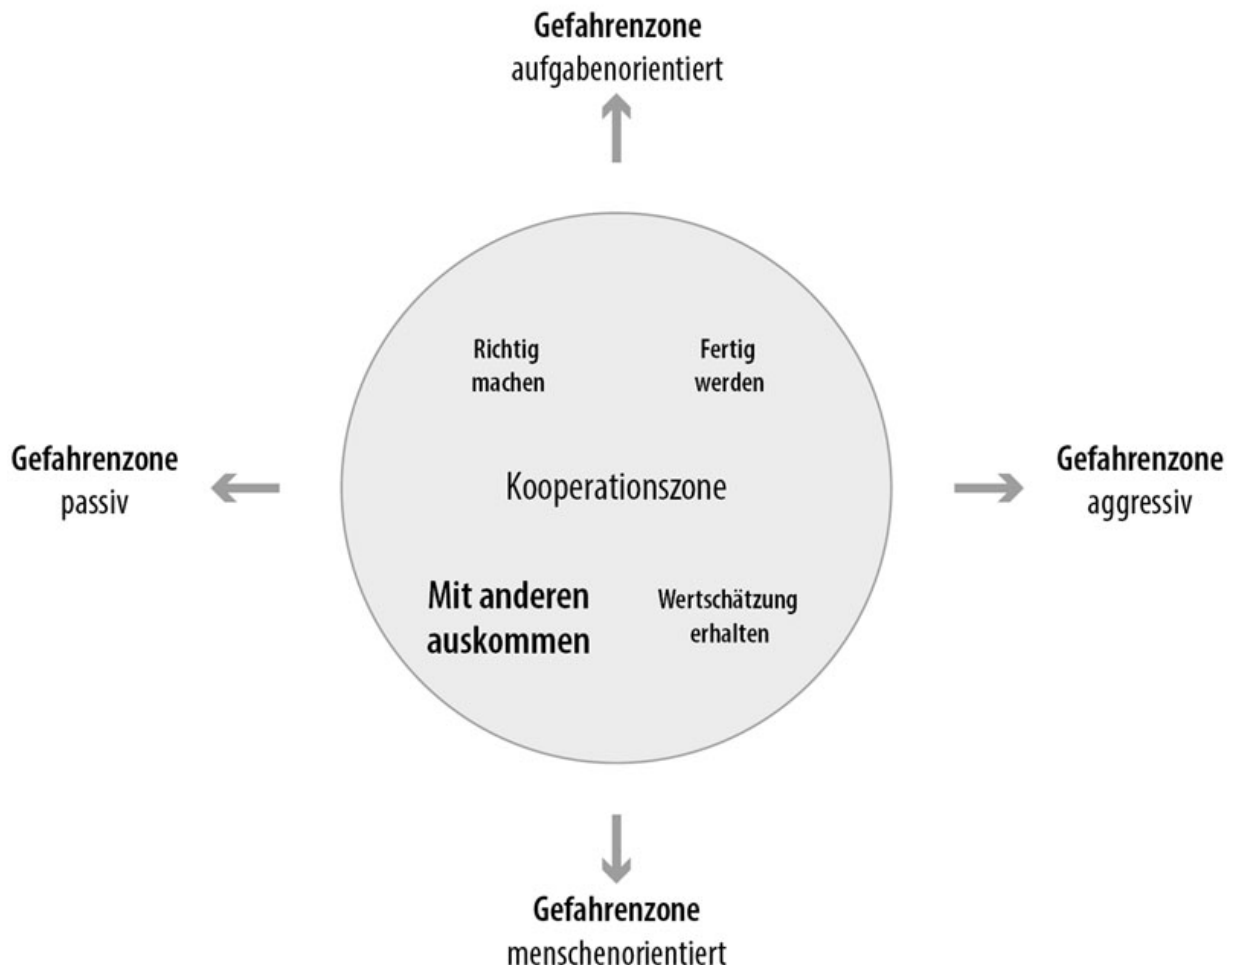 Gefahrenzone
aufgabenorientiert
Richtig
machen
Fertig
werden
Gefahrenzone
passiv
Kooperationszone
Gefahrenzone
aggressiv
Mit anderen
auskommen
Wertschätzung
erhalten
Gefahrenzone
menschenorientiert